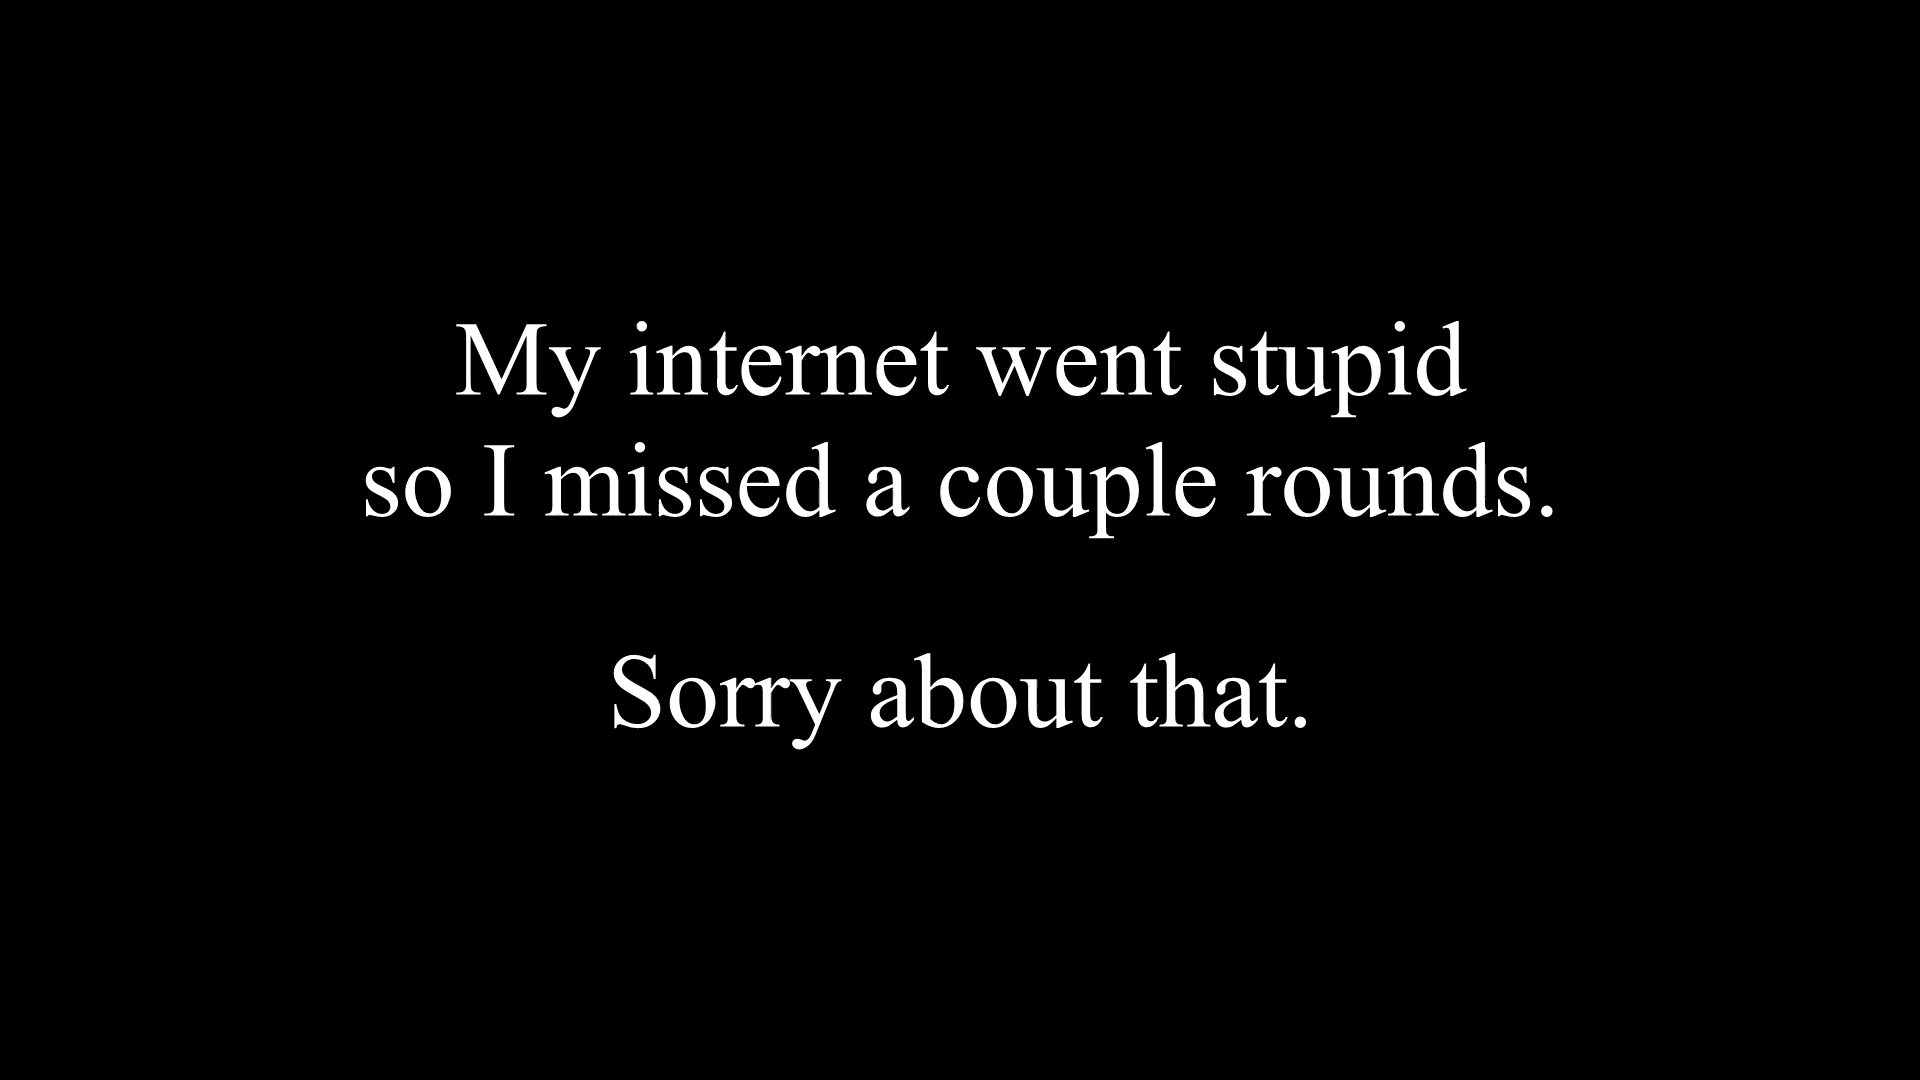 My internet went stupid
so I missed a couple rounds.
Sorry about that.